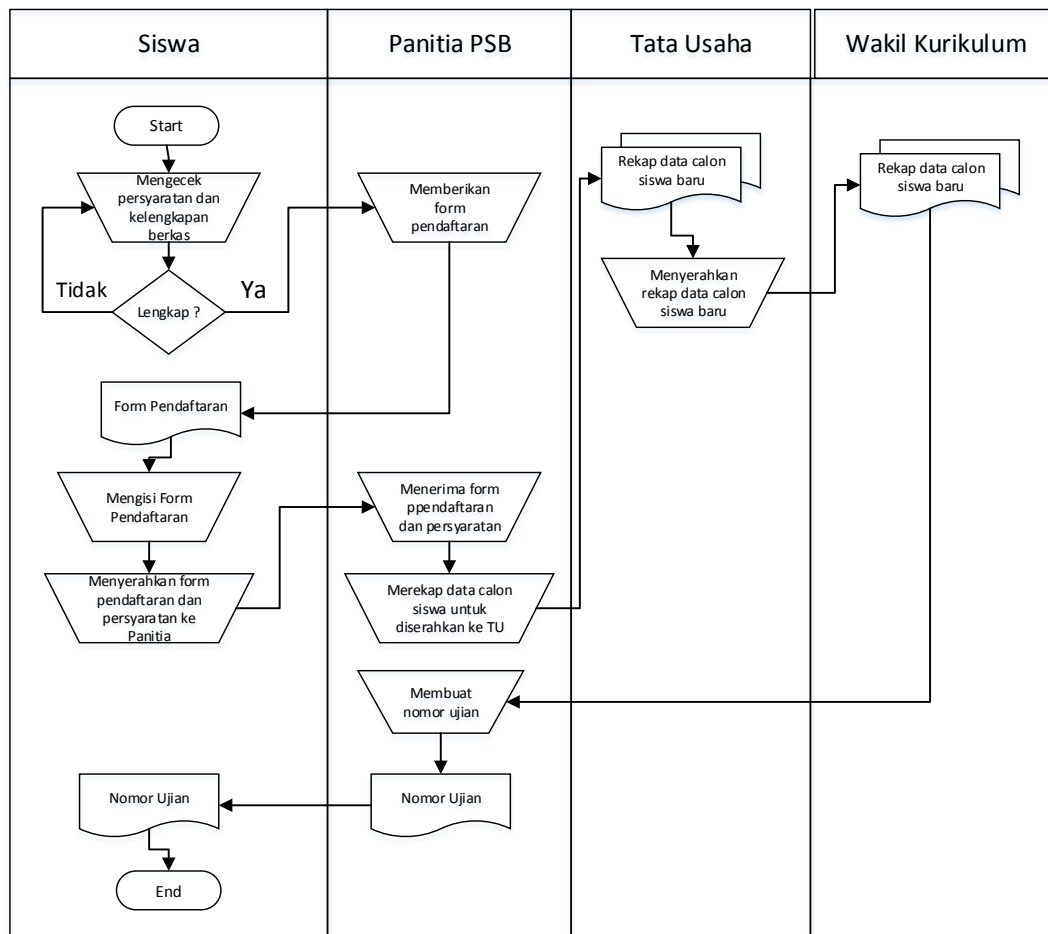 Siswa
Panitia PSB
Tata Usaha
Wakil Kurikulum
Start
Mengecek
persyaratan dan
kelengkapan
berkas
Tidak
Lengkap ?
Ya
Memberikan
form
pendaftaran
Form Pendaftaran
Mengisi Form
Pendaftaran
Menyerahkan form
pendaftaran dan
persyaratan ke
Panitia
Menerima form
ppendaftaran
dan persyaratan
Merekap data calon
siswa untuk
diserahkan ke TU
Rekap data calon
siswa baru
Menyerahkan
rekap data calon
siswa baru
Rekap data calon
siswa baru
Membuat
nomor ujian
Nomor Ujian
Nomor Ujian
End